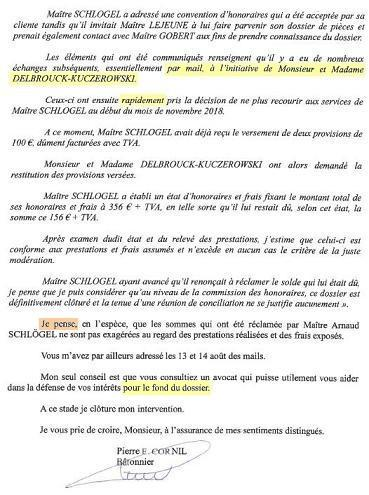 Maître SCHLOGEL a adressé une convention d'honoraires qui a été acceptée par sa
cliente tandis qu'il invitait Maître LEJEUNE à lui faire parvenir son dossier de pièces et
prenait également contact avec Maître GOBERT aux fins de prendre connaissance du dossier.
Les éléments qui ont été communiqués renseignent qu'il y a eu de nombreux
échanges subséquents, essentiellement par mail, à l'initiative de Monsieur et Madame
DELBROUCK-KUCZEROWSKI.
Ceux-ci ont ensuite rapidement pris la décision de ne plus recourir aux services de
Maître SCHLOGEL au début du mois de novembre 2018.
A ce moment, Maître SCHLOGEL avait déjà reçu le versement de deux provisions de
100 €, dûment facturées avec TVA.
Monsieur et Madame DELBROUCK-KUCZEROWSKI ont alors demandé la
restitution des provisions versées.
Maître SCHLOGEL a établi un état d'honoraires et frais fixant le montant total de
ses honoraires et frais à 356 € + TVA, en telle sorte qu'il lui restait dû, selon cet état, la
somme ce 156 € + TVA.
Après examen dudit état et du relevé des prestations, j'estime que celui-ci est
conforme aux prestations et frais assumés et n'excède en aucun cas le critère de la juste
modération.
Maître SCHLOGEL ayant avancé qu'il renonçait à réclamer le solde qui lui était dû,
je pense que je puis considérer qu'au niveau de la commission des honoraires, ce dossier est
définitivement clôturé et la tenue d'une réunion de conciliation ne se justifie aucunement ».
Je pense, en l'espèce, que les sommes qui ont été réclamée par Maître Arnaud
SCHLÖGEL ne sont pas exagérées au regard des prestations réalisées et des frais exposés.
Vous m'avez par ailleurs adressé les 13 et 14 août des mails.
Mon seul conseil est que vous consultiez un avocat qui puisse utilement vous aider
dans la défense de vos intérêts pour le fond du dossier.
A ce stade je clôture mon intervention.
Je vous prie de croire, Monsieur, à l'assurance de mes sentiments distingués.
Pierre E. CORNIL
Bâtonnier